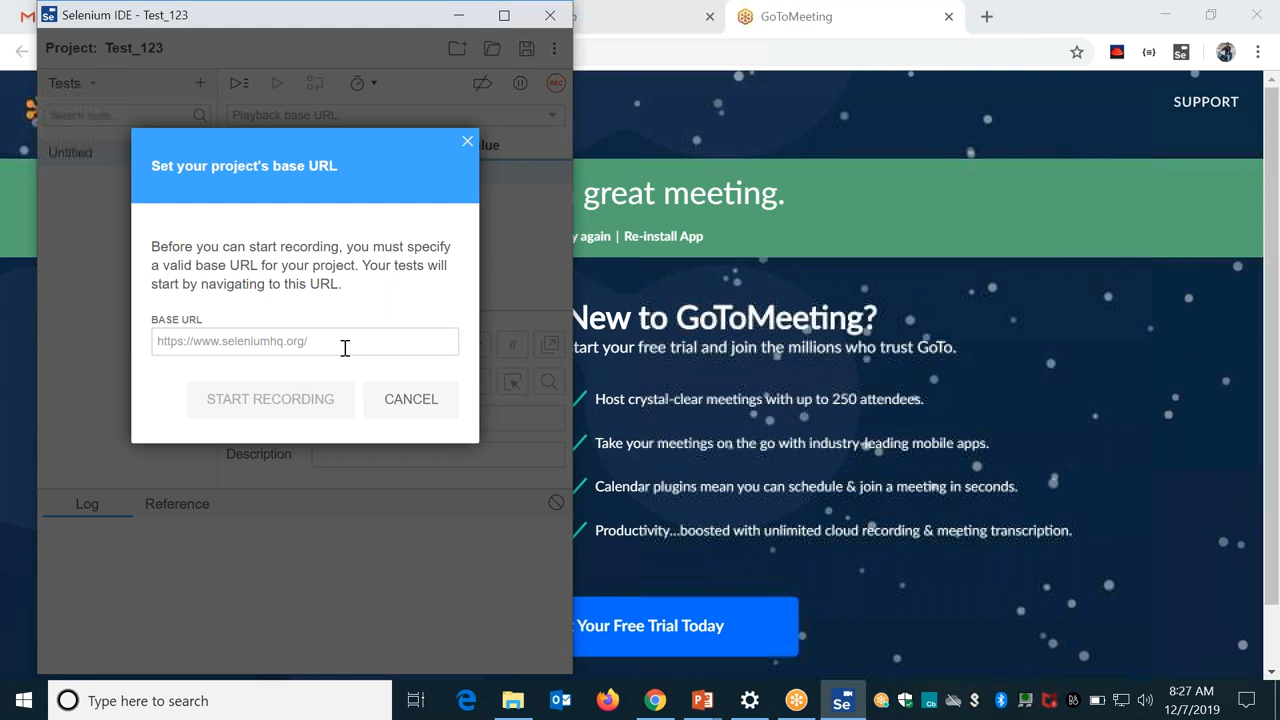 Selenium IDE - Test_123
GoToMeeting
Project: Test_123
Tests
REC
Search tests...
Playback base URL
Untitled
Set your project's base URL
Before you can start recording, you must specify
a valid base URL for your project. Your tests will
start by navigating to this URL.
BASE URL
https://www.seleniumhq.org/
START RECORDING
CANCEL
//
Description
Log
Reference
SUPPORT
great meeting.
again | Re-install App
New to GoToMeeting?
start your free trial and join the millions who trust GoTo.
Host crystal-clear meetings with up to 250 attendees.
Take your meetings on the go with industry-leading mobile apps.
Calendar plugins mean you can schedule & join a meeting in seconds.
Productivity...boosted with unlimited cloud recording & meeting transcription.
Your Free Trial Today
Type here to search
Se
Cb
8:27 AM
12/7/2019